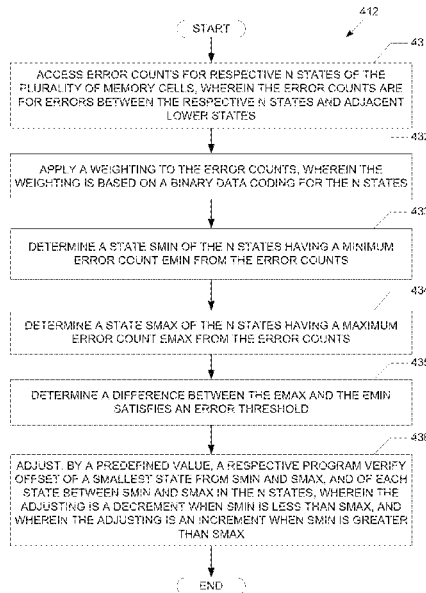 412
START
43
ACCESS ERROR COUNTS FOR RESPECTIVE N STATES OF THE
PLURALITY OF MEMORY CELLS, WHEREIN THE ERROR COUNTS ARE
FOR ERRORS BETWEEN THE RESPECTIVE N STATES AND ADJACENT
LOWER STATES
432
APPLY A WEIGHTING TO THE ERROR COUNTS, WHEREIN THE
WEIGHTING IS BASED ON A BINARY DATA CODING FOR THE N STATES
433
DETERMINE A STATE SMIN OF THE N STATES HAVING A MINIMUM
ERROR COUNT EMIN FROM THE ERROR COUNTS
434
DETERMINE A STATE SMAX OF THE N STATES HAVING A MAXIMUM
ERROR COUNT EMAX FROM THE ERROR COUNTS
435
DETERMINE A DIFFERENCE BETWEEN THE EMAX AND THE EMIN
SATISFIES AN ERROR THRESHOLD
436
ADJUST, BY A PREDEFINED VALUE, A RESPECTIVE PROGRAM VERIFY
OFFSET OF A SMALLEST STATE FROM SMIN AND SMAX, AND OF EACH
STATE BETWEEN SMIN AND SMAX IN THE N STATES, WHEREIN THE
ADJUSTING IS A DECREMENT WHEN SMIN IS LESS THAN SMAX, AND
WHEREIN THE ADJUSTING IS AN INCREMENT WHEN SMIN IS GREATER
THAN SMAX
END